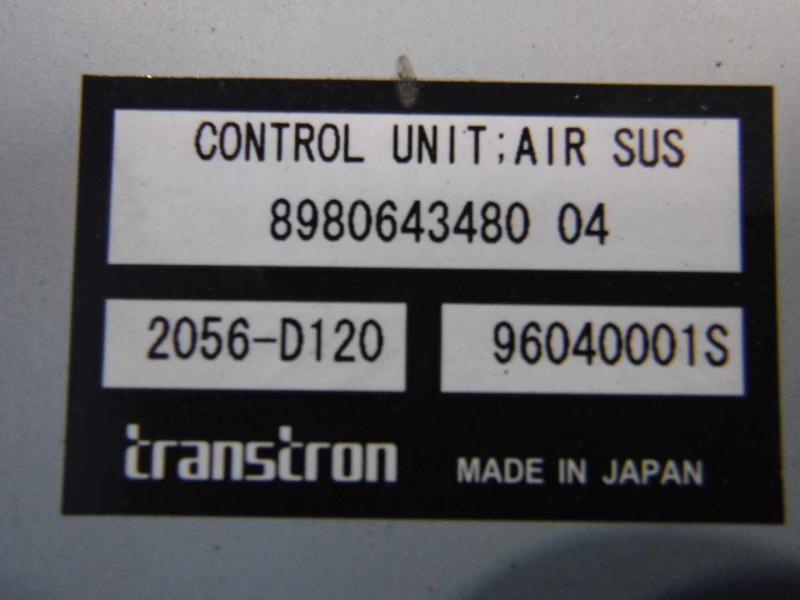 CONTROL UNIT;AIR SUS
8980643480 04
2056-D120
96040001S
transtron
MADE IN JAPAN